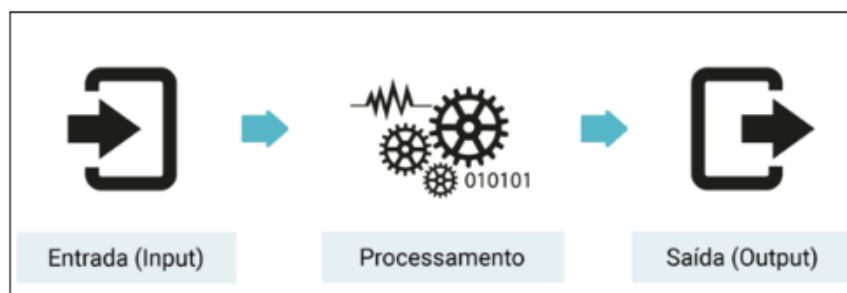 010101
Entrada (Input)
Processamento
Saída (Output)